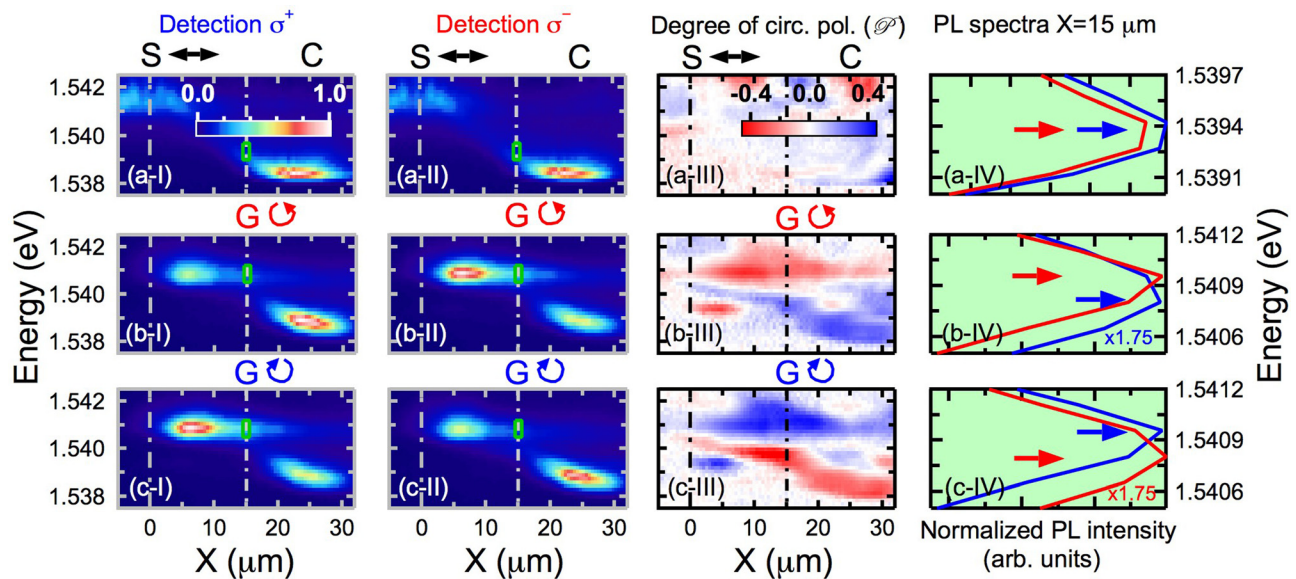 Detection σ⁺ Detection σ⁻ Degree of circ. pol. (𝒫) PL spectra X=15 μm
S C S C S C
1.542 0.0 1.0 -0.4 0.0 0.4 1.5397
1.540 1.5394
1.538 1.5391
(a-I) (a-II) (a-III) (a-IV)
G G G
1.542 1.5412
1.540 1.5409
1.538 1.5406
(b-I) (b-II) (b-III) (b-IV) x1.75
G G G
1.542 1.5412
1.540 1.5409
1.538 1.5406
(c-I) (c-II) (c-III) (c-IV) x1.75
Energy (eV) Energy (eV)
0 10 20 30 0 10 20 30 0 10 20 30
X (μm) X (μm) X (μm) Normalized PL intensity
(arb. units)